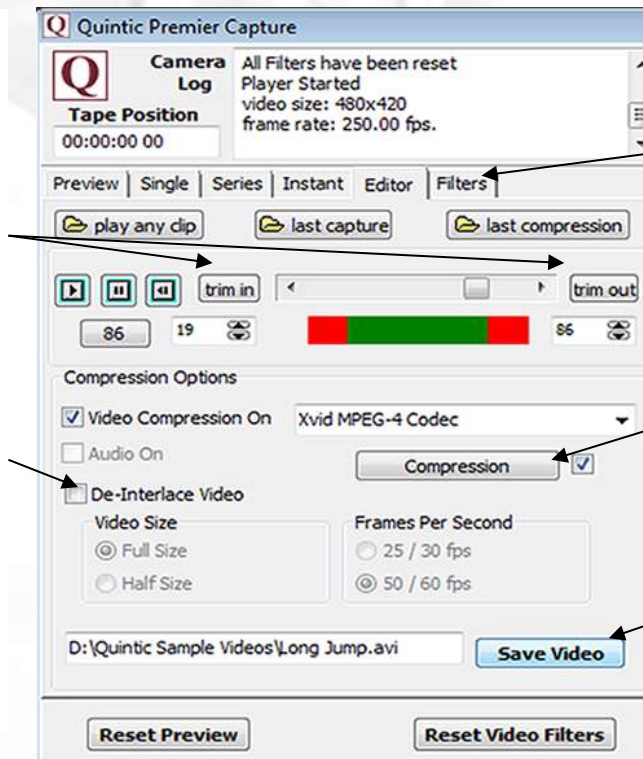 Q Quintic Premier Capture
Q
Camera Log
Tape Position
00:00:00 00
All Filters have been reset
Player Started
video size: 480x420
frame rate: 250.00 fps.
Preview Single Series Instant Editor Filters
play any clip last capture last compression
trim in trim out
86 19 86
Compression Options
Video Compression On Xvid MPEG-4 Codec
Audio On Compression
De-Interlace Video
Video Size Frames Per Second
Full Size 25 / 30 fps
Half Size 50 / 60 fps
D:\Quintic Sample Videos\Long Jump.avi Save Video
Reset Preview Reset Video Filters